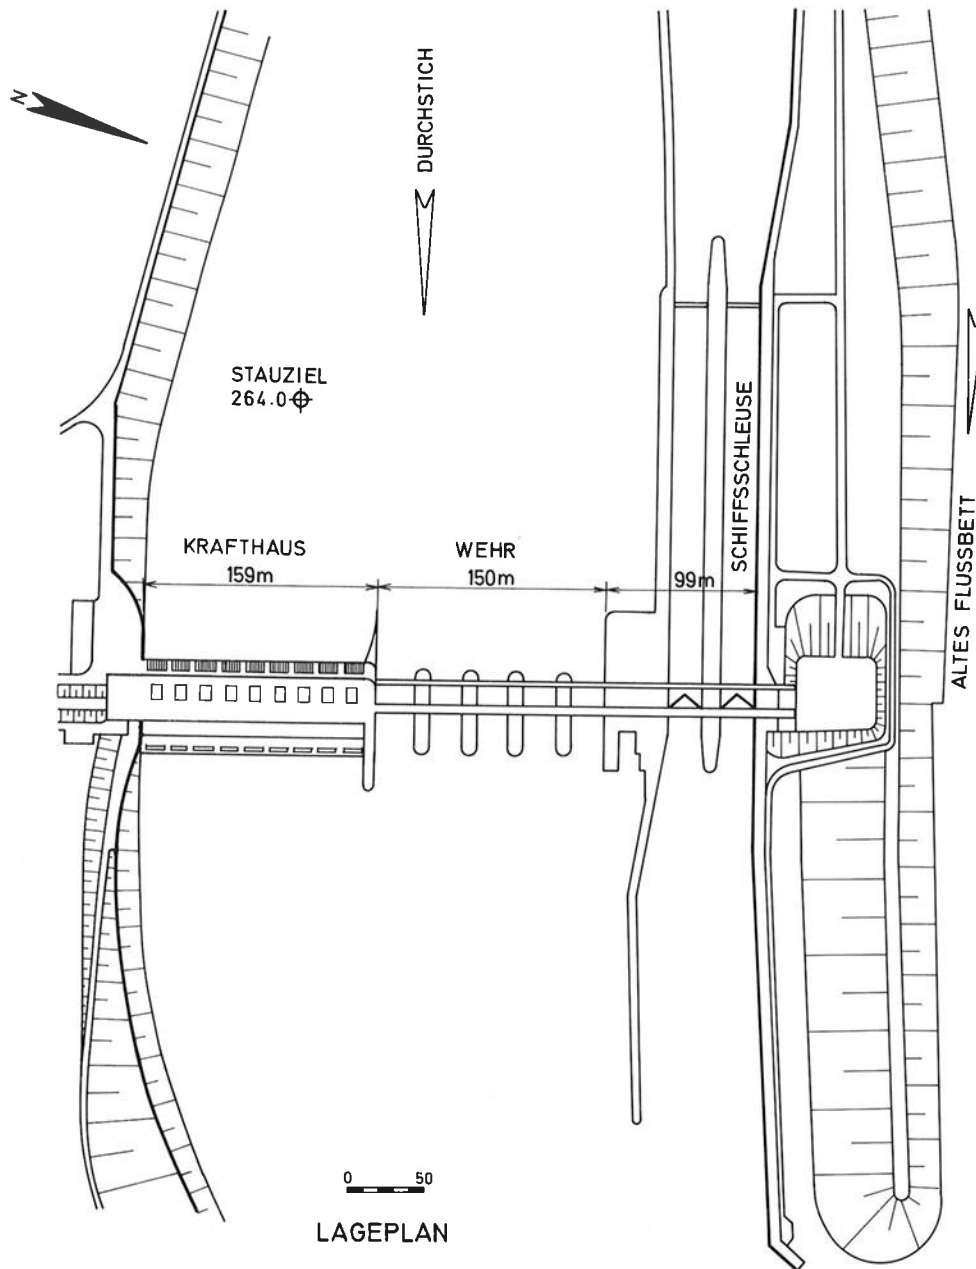 N
DURCHSTICH
STAUZIEL
264.0
SCHIFFSSCHLEUSE
ALTES FLUSSBETT
KRAFTHAUS
WEHR
159m
150m
99m
0 50
LAGEPLAN